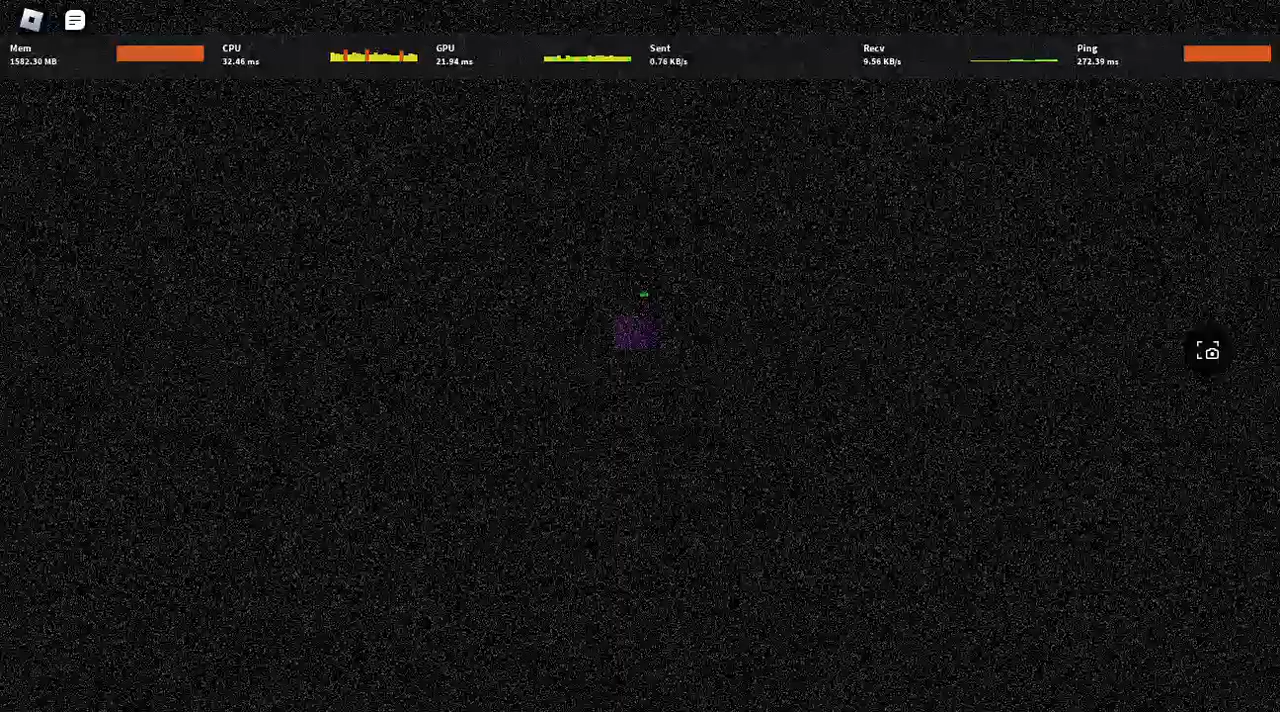 Mem CPU GPU Sent Recv Ping
1582.30 MB 32.46 ms 21.94 ms 0.76 KB/s 9.56 KB/s 272.39 ms